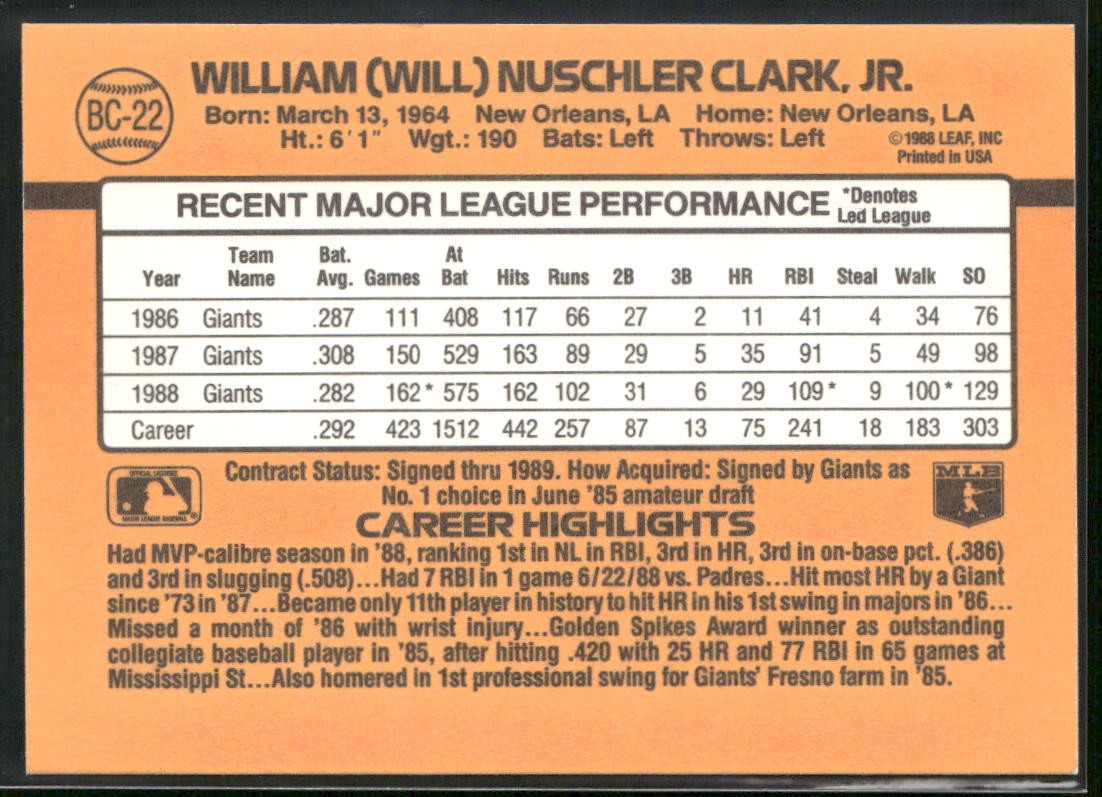 BC-22
WILLIAM (WILL) NUSCHLER CLARK, JR.
Born: March 13, 1964 New Orleans, LA Home: New Orleans, LA
Ht.: 6' 1" Wgt.: 190 Bats: Left Throws: Left
©1988 LEAF, INC
Printed in USA
RECENT MAJOR LEAGUE PERFORMANCE *Denotes
Led League
Year Team Name Bat. Avg. Games At Bat Hits Runs 2B 3B HR RBI Steal Walk SO
1986 Giants .287 111 408 117 66 27 2 11 41 4 34 76
1987 Giants .308 150 529 163 89 29 5 35 91 5 49 98
1988 Giants .282 162* 575 162 102 31 6 29 109* 9 100* 129
Career .292 423 1512 442 257 87 13 75 241 18 183 303
OFFICIAL LICENSEE
MAJOR LEAGUE BASEBALL ®
Contract Status: Signed thru 1989. How Acquired: Signed by Giants as
No. 1 choice in June '85 amateur draft
MLB
CAREER HIGHLIGHTS
Had MVP-calibre season in '88, ranking 1st in NL in RBI, 3rd in HR, 3rd in on-base pct. (.386)
and 3rd in slugging (.508)...Had 7 RBI in 1 game 6/22/88 vs. Padres...Hit most HR by a Giant
since '73 in '87...Became only 11th player in history to hit HR in his 1st swing in majors in '86...
Missed a month of '86 with wrist injury...Golden Spikes Award winner as outstanding
collegiate baseball player in '85, after hitting .420 with 25 HR and 77 RBI in 65 games at
Mississippi St...Also homered in 1st professional swing for Giants' Fresno farm in '85.